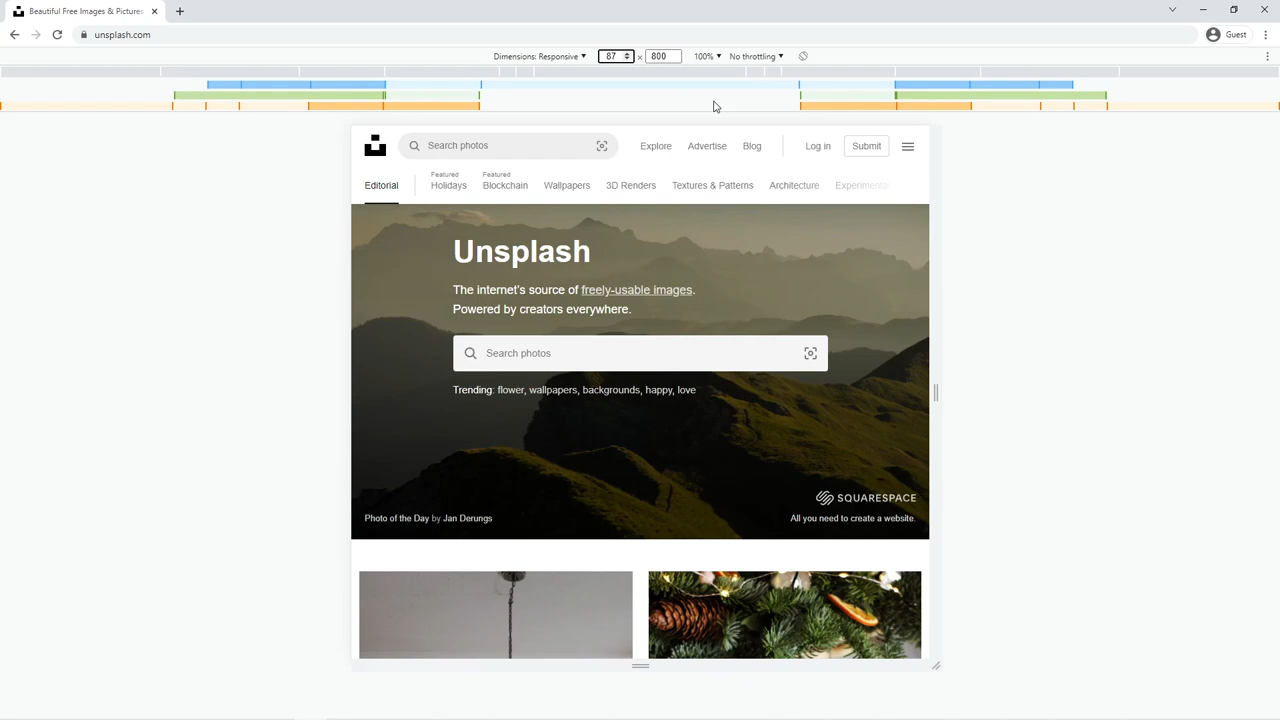 Beautiful Free Images & Pictures
unsplash.com
Guest
Dimensions: Responsive
87 × 800
100%
No throttling
Search photos
Explore
Advertise
Blog
Log in
Submit
Editorial
Featured
Holidays
Featured
Blockchain
Wallpapers
3D Renders
Textures & Patterns
Architecture
Experimental
Unsplash
The internet's source of freely-usable images.
Powered by creators everywhere.
Search photos
Trending: flower, wallpapers, backgrounds, happy, love
SQUARESPACE
Photo of the Day by Jan Derungs
All you need to create a website.